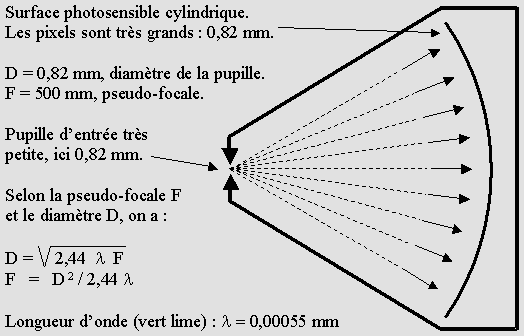 Surface photosensible cylindrique.
Les pixels sont très grands : 0,82 mm.
D = 0,82 mm, diamètre de la pupille.
F = 500 mm, pseudo-focale.
Pupille d’entrée très
petite, ici 0,82 mm.
Selon la pseudo-focale F
et le diamètre D, on a :
D = √2,44 λ F
F = D² / 2,44 λ
Longueur d’onde (vert lime) : λ = 0,00055 mm